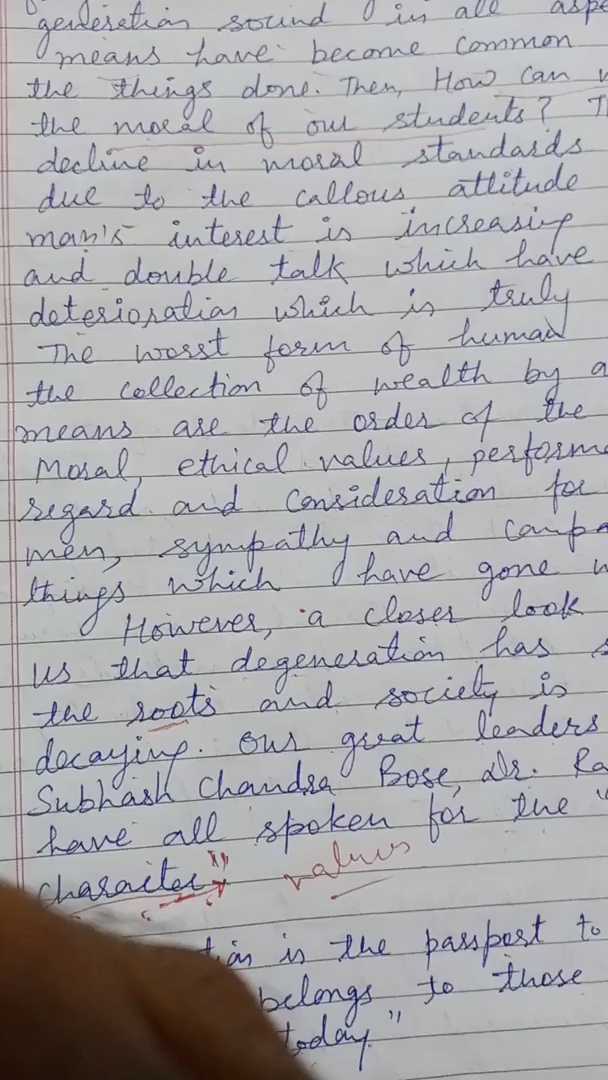 generation sound in all aspe
means have become common
the things done. Then, How can w
the moral of our students? Th
decline in moral standards
due to the callous attitude
man's interest is increasing
and double talk which have
deterioration which is truly
The worst form of human
the collection of wealth by a
means are the order of the
Moral, ethical values, performa
regard and consideration for
men, sympathy and compa
things which have gone w
However, a closer look
us that degeneration has s
the roots and society is
decaying. Our great leaders
Subhash Chandra Bose, Dr. Ra
have all spoken for the "
character" values
is the passport to
belongs to those
today"